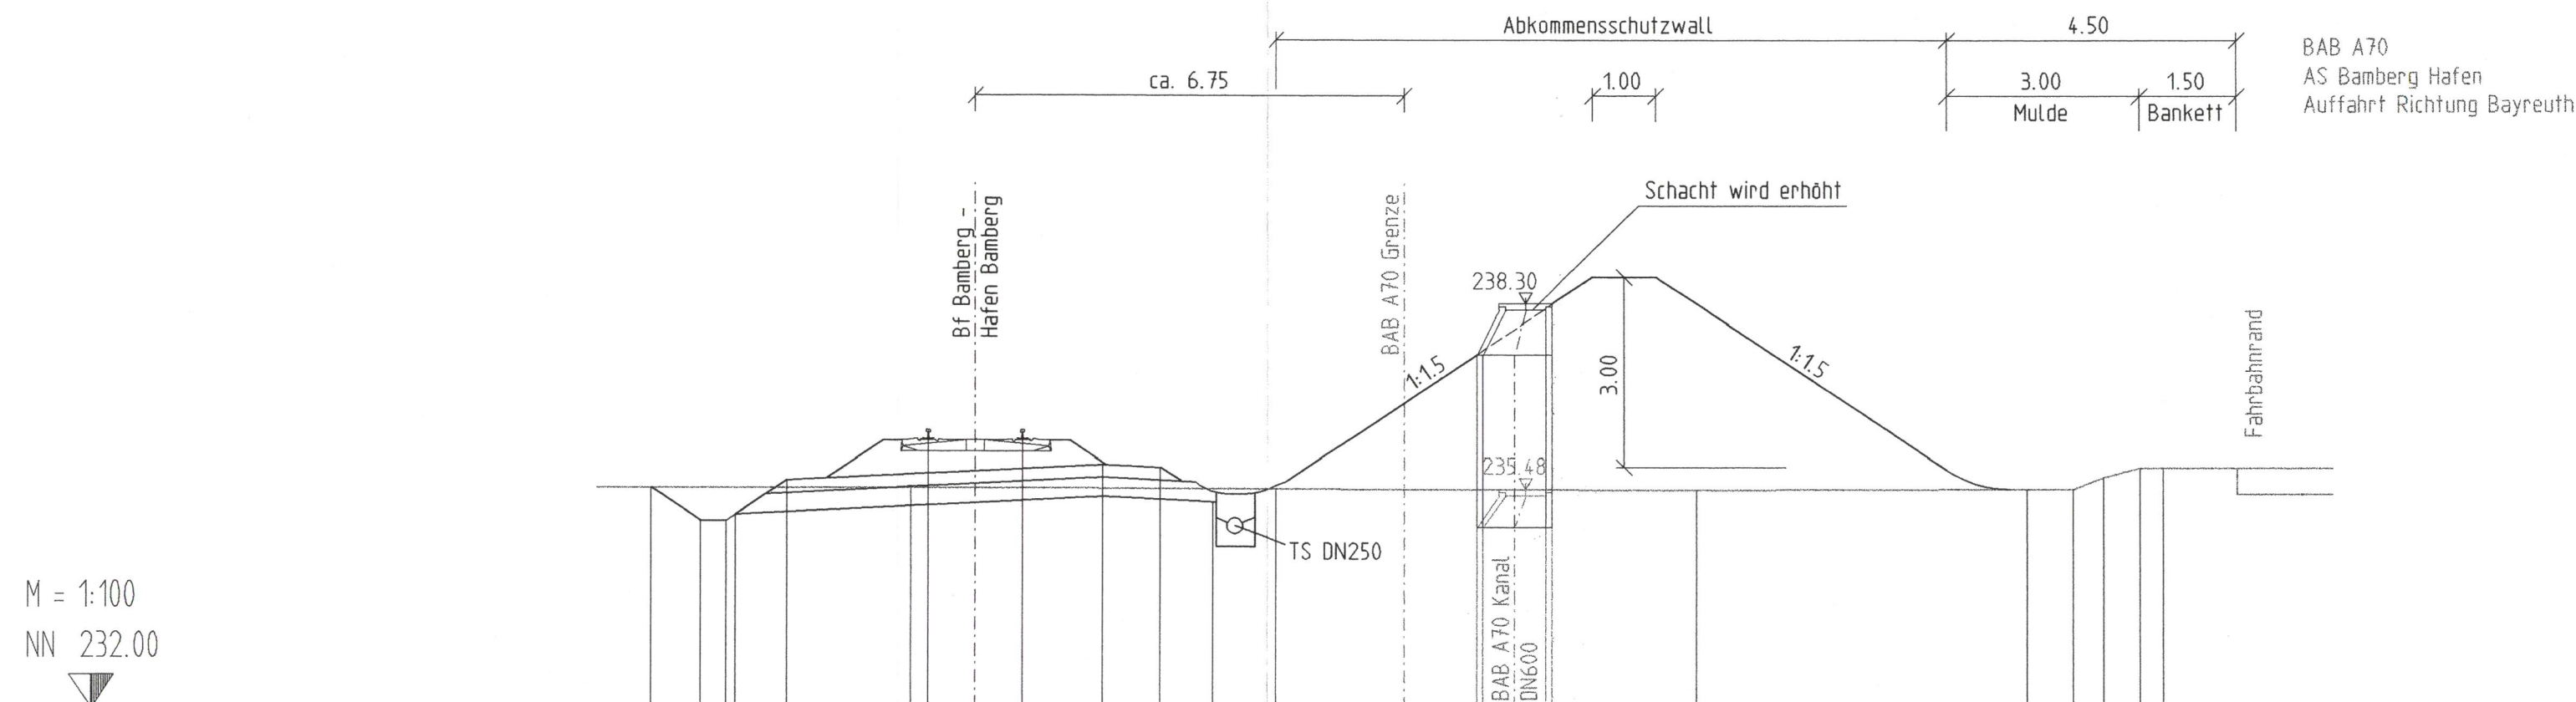 Abkommensschutzwall
4.50
BAB A70
AS Bamberg Hafen
Auffahrt Richtung Bayreuth
ca. 6.75
1.00
3.00
1.50
Mulde
Bankett
Schacht wird erhöht
Bf Bamberg -
Hafen Bamberg
BAB A70 Grenze
238.30
1:1.5
3.00
1:1.5
Fahrbahnrand
235.48
TS DN250
BAB A70 Kanal
DN600
M = 1:100
NN 232.00